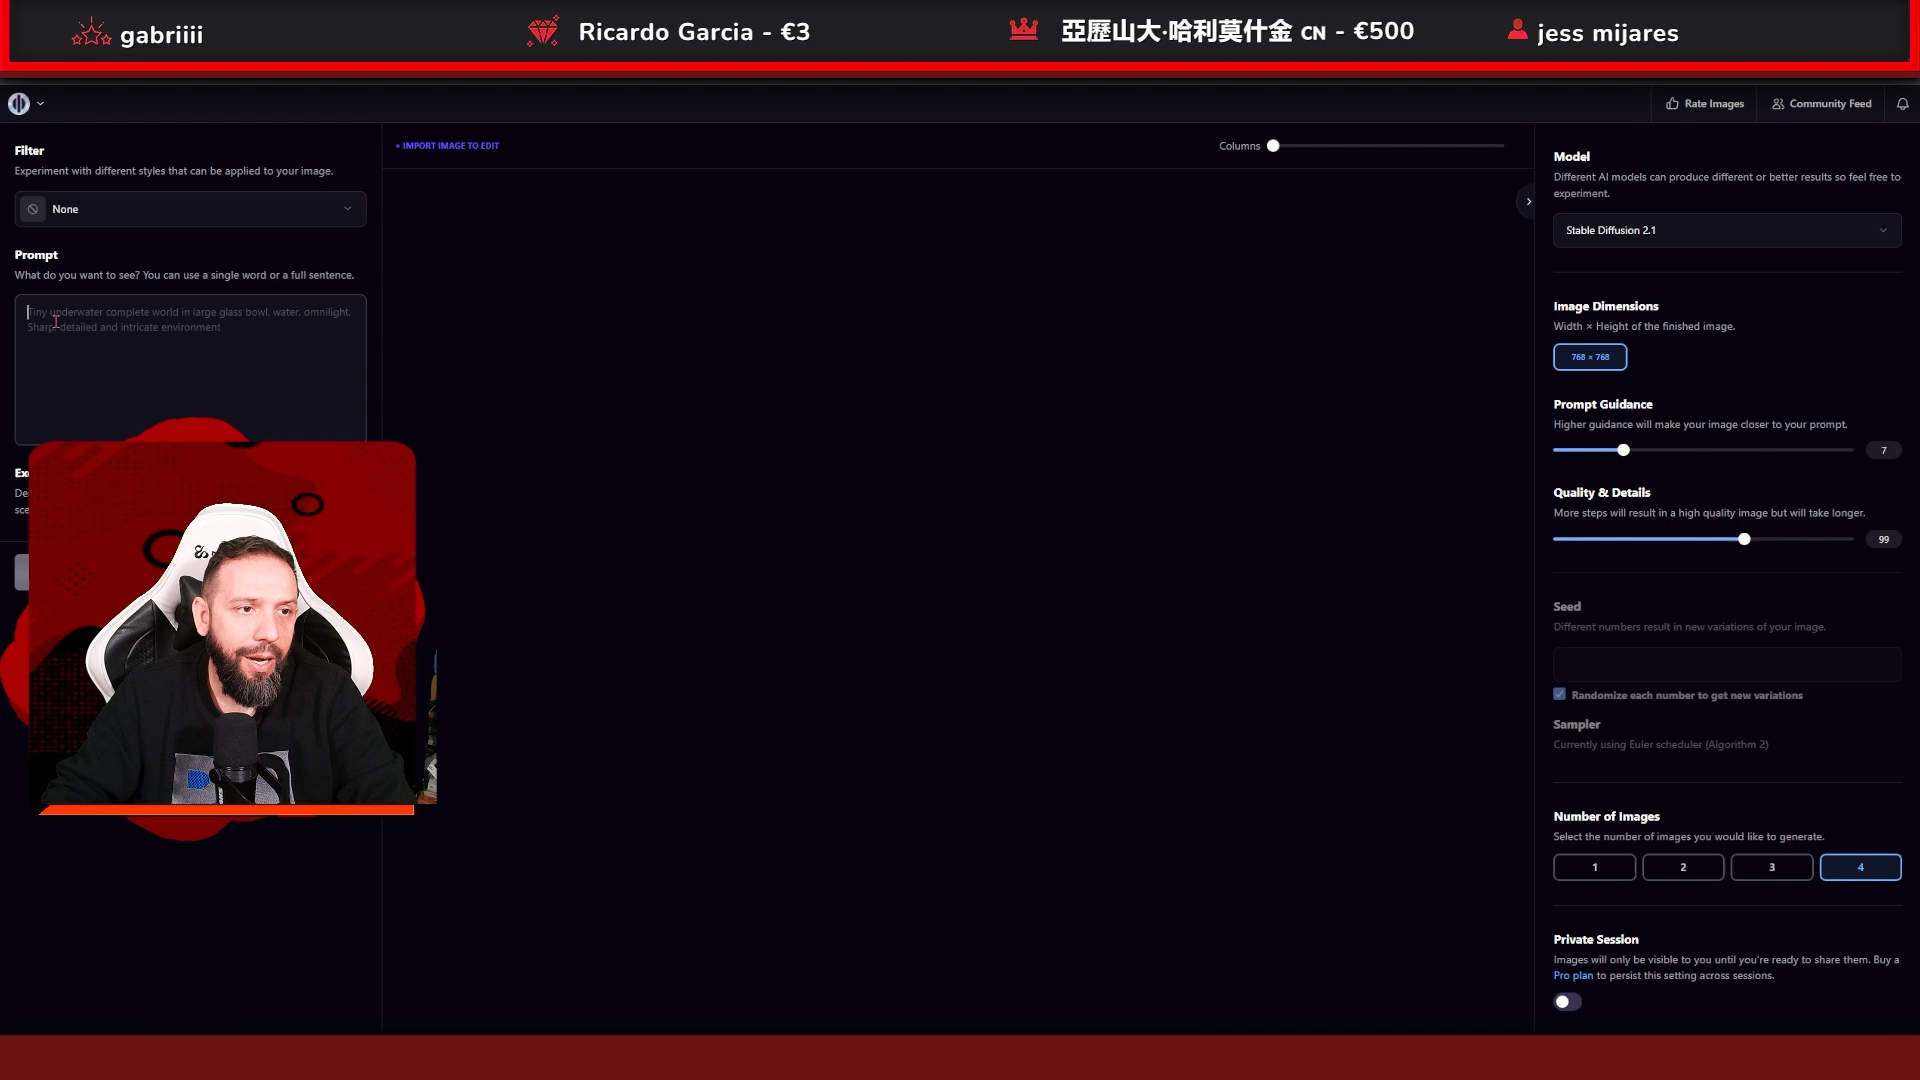 gabriiii
Ricardo Garcia - €3
亞歷山大·哈利莫什金 CN - €500
jess mijares
Rate Images
Community Feed
Filter
Experiment with different styles that can be applied to your image.
None
Prompt
What do you want to see? You can use a single word or a full sentence.
Tiny underwater complete world in large glass bowl, water. omnilight.
Sharp detailed and intricate environment
+ IMPORT IMAGE TO EDIT
Columns
Model
Different AI models can produce different or better results so feel free to
experiment.
Stable Diffusion 2.1
Image Dimensions
Width × Height of the finished image.
768 × 768
Prompt Guidance
Higher guidance will make your image closer to your prompt.
7
Quality & Details
More steps will result in a high quality image but will take longer.
99
Seed
Different numbers result in new variations of your image.
Randomize each number to get new variations
Sampler
Currently using Euler scheduler (Algorithm 2)
Number of Images
Select the number of images you would like to generate.
1
2
3
4
Private Session
Images will only be visible to you until you're ready to share them. Buy a
Pro plan to persist this setting across sessions.